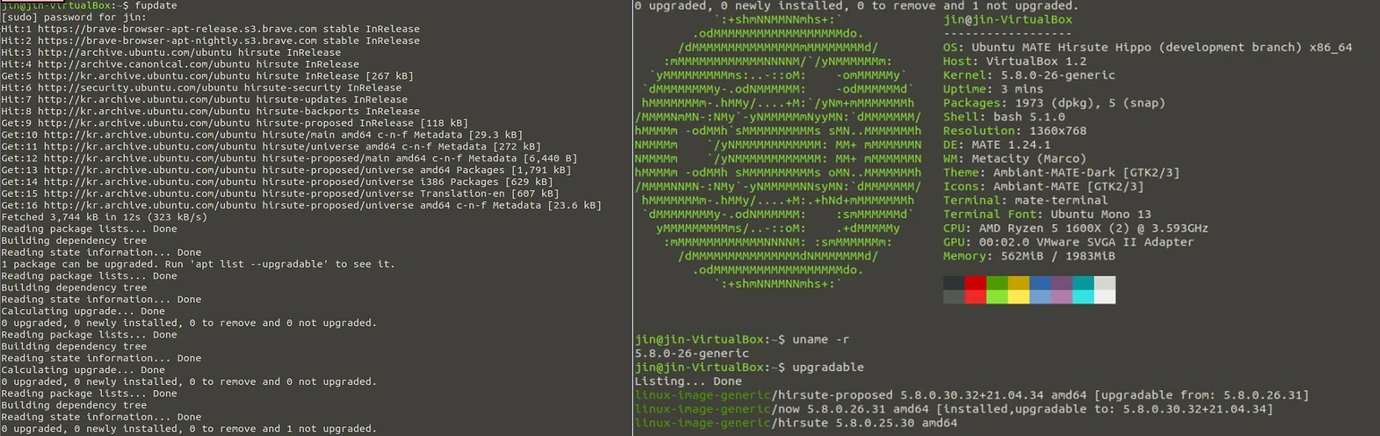 jin@jin-VirtualBox:~$ fupdate
[sudo] password for jin:
Hit:1 https://brave-browser-apt-release.s3.brave.com stable InRelease
Hit:2 https://brave-browser-apt-nightly.s3.brave.com stable InRelease
Hit:3 http://archive.ubuntu.com/ubuntu hirsute InRelease
Hit:4 http://archive.canonical.com/ubuntu hirsute InRelease
Get:5 http://kr.archive.ubuntu.com/ubuntu hirsute InRelease [267 kB]
Hit:6 http://security.ubuntu.com/ubuntu hirsute-security InRelease
Hit:7 http://kr.archive.ubuntu.com/ubuntu hirsute-updates InRelease
Hit:8 http://kr.archive.ubuntu.com/ubuntu hirsute-backports InRelease
Get:9 http://kr.archive.ubuntu.com/ubuntu hirsute-proposed InRelease [118 kB]
Get:10 http://kr.archive.ubuntu.com/ubuntu hirsute/main amd64 c-n-f Metadata [29.3 kB]
Get:11 http://kr.archive.ubuntu.com/ubuntu hirsute/universe amd64 c-n-f Metadata [272 kB]
Get:12 http://kr.archive.ubuntu.com/ubuntu hirsute-proposed/main amd64 c-n-f Metadata [6,440 B]
Get:13 http://kr.archive.ubuntu.com/ubuntu hirsute-proposed/universe amd64 Packages [1,791 kB]
Get:14 http://kr.archive.ubuntu.com/ubuntu hirsute-proposed/universe i386 Packages [629 kB]
Get:15 http://kr.archive.ubuntu.com/ubuntu hirsute-proposed/universe Translation-en [607 kB]
Get:16 http://kr.archive.ubuntu.com/ubuntu hirsute-proposed/universe amd64 c-n-f Metadata [23.6 kB]
Fetched 3,744 kB in 12s (323 kB/s)
Reading package lists... Done
Building dependency tree
Reading state information... Done
1 package can be upgraded. Run 'apt list --upgradable' to see it.
Reading package lists... Done
Building dependency tree
Reading state information... Done
Calculating upgrade... Done
0 upgraded, 0 newly installed, 0 to remove and 0 not upgraded.
Reading package lists... Done
Building dependency tree
Reading state information... Done
Calculating upgrade... Done
0 upgraded, 0 newly installed, 0 to remove and 0 not upgraded.
Reading package lists... Done
Building dependency tree
Reading state information... Done
0 upgraded, 0 newly installed, 0 to remove and 1 not upgraded.
0 upgraded, 0 newly installed, 0 to remove and 1 not upgraded.
jin@jin-VirtualBox
------------------
OS: Ubuntu MATE Hirsute Hippo (development branch) x86_64
Host: VirtualBox 1.2
Kernel: 5.8.0-26-generic
Uptime: 3 mins
Packages: 1973 (dpkg), 5 (snap)
Shell: bash 5.1.0
Resolution: 1360x768
DE: MATE 1.24.1
WM: Metacity (Marco)
Theme: Ambiant-MATE-Dark [GTK2/3]
Icons: Ambiant-MATE [GTK2/3]
Terminal: mate-terminal
Terminal Font: Ubuntu Mono 13
CPU: AMD Ryzen 5 1600X (2) @ 3.593GHz
GPU: 00:02.0 VMware SVGA II Adapter
Memory: 562MiB / 1983MiB
jin@jin-VirtualBox:~$ uname -r
5.8.0-26-generic
jin@jin-VirtualBox:~$ upgradable
Listing... Done
linux-image-generic/hirsute-proposed 5.8.0.30.32+21.04.34 amd64 [upgradable from: 5.8.0.26.31]
linux-image-generic/now 5.8.0.26.31 amd64 [installed,upgradable to: 5.8.0.30.32+21.04.34]
linux-image-generic/hirsute 5.8.0.25.30 amd64